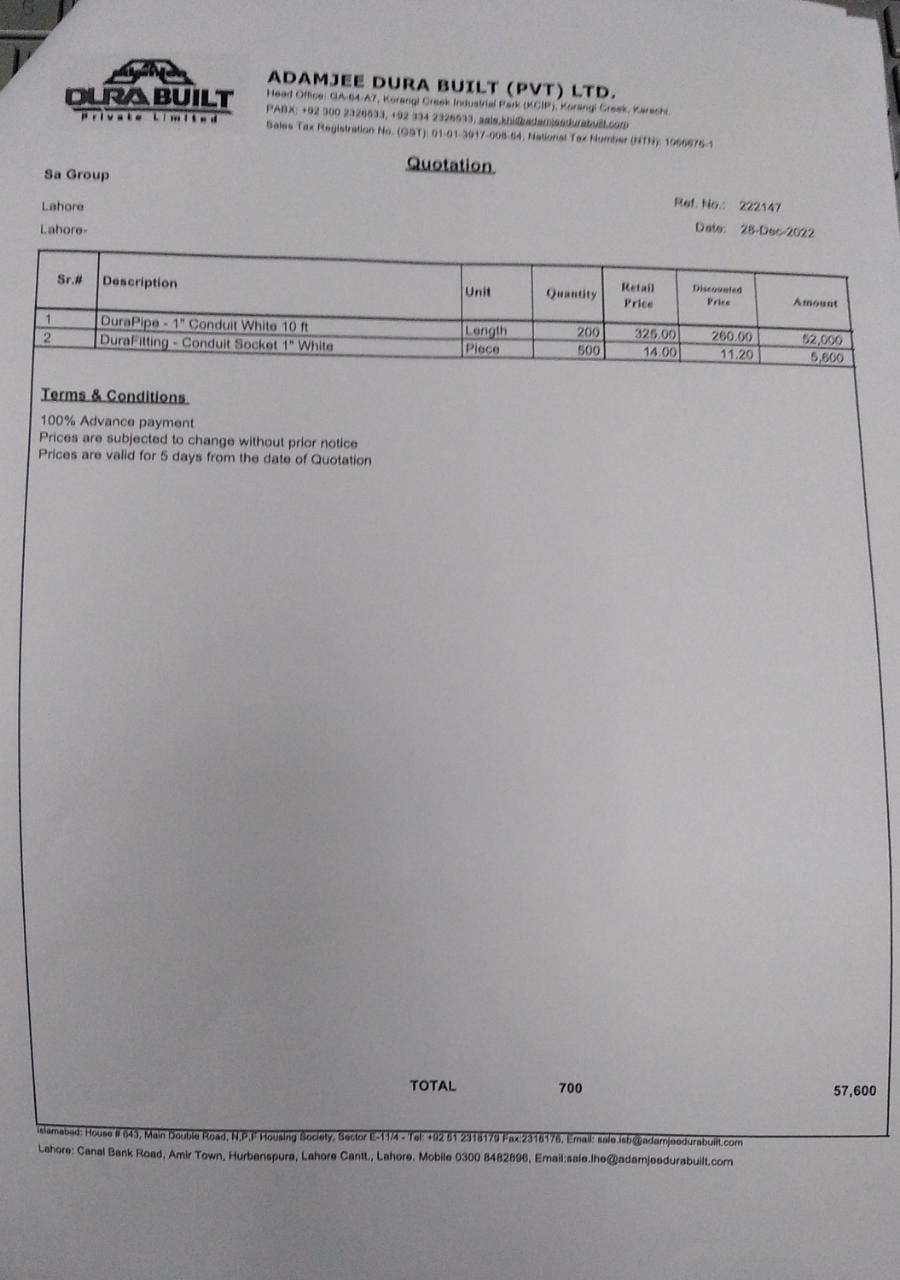 DURA BUILT
Private Limited
ADAMJEE DURA BUILT (PVT) LTD.
Head Office: GA-64-A7, Korangi Creek Industrial Park (KCIP), Korangi Creek, Karachi.
PABX: +92 300 2326533, +92 334 2326533, sale.khi@adamjeedurabuilt.com
Sales Tax Registration No. (GST): 01-01-3917-008-64, National Tax Number (NTN): 1066676-1
Quotation
Sa Group
Lahore
Ref. No.: 222147
Lahore-
Date: 28-Dec-2022
Sr.# Description Unit Quantity Retail Price Discounted Price Amount
1 DuraPipe - 1" Conduit White 10 ft Length 200 325.00 260.00 52,000
2 DuraFitting - Conduit Socket 1" White Piece 500 14.00 11.20 5,600
Terms & Conditions
100% Advance payment
Prices are subjected to change without prior notice
Prices are valid for 5 days from the date of Quotation
TOTAL 700 57,600
Islamabad: House # 643, Main Double Road, N.P.F Housing Society, Sector E-11/4 - Tel: +92 51 2318179 Fax:2318176, Email: sale.isb@adamjeedurabuilt.com
Lahore: Canal Bank Road, Amir Town, Hurbanspura, Lahore Cantt., Lahore. Mobile 0300 8482896, Email:sale.lhe@adamjeedurabuilt.com